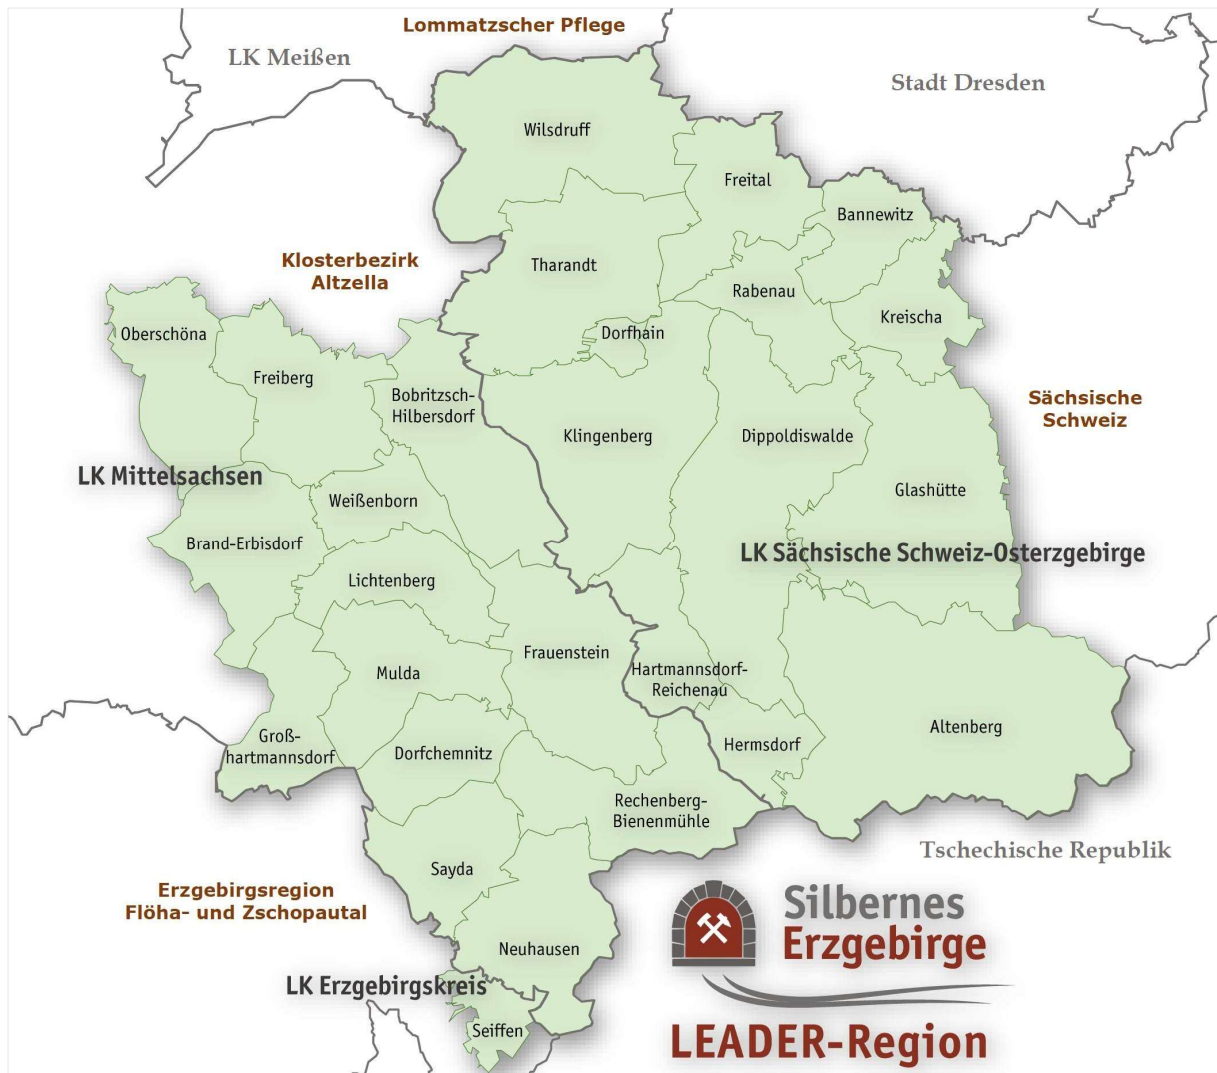 Lommatzscher Pflege
LK Meißen
Stadt Dresden
Wilsdruff
Freital
Bannewitz
Klosterbezirk
Altzella
Tharandt
Rabenau
Kreischa
Oberschöna
Dorfhain
Freiberg
Bobritzsch-
Hilbersdorf
Sächsische
Schweiz
Klingenberg
Dippoldiswalde
LK Mittelsachsen
Glashütte
Weißenborn
Brand-Erbisdorf
LK Sächsische Schweiz-Osterzgebirge
Lichtenberg
Frauenstein
Mulda
Hartmannsdorf-
Reichenau
Altenberg
Groß-
hartmannsdorf
Dorfchemnitz
Hermsdorf
Rechenberg-
Bienenmühle
Tschechische Republik
Sayda
Erzgebirgsregion
Flöha- und Zschopautal
Silbernes
Erzgebirge
Neuhausen
LK Erzgebirgskreis
Seiffen
LEADER-Region